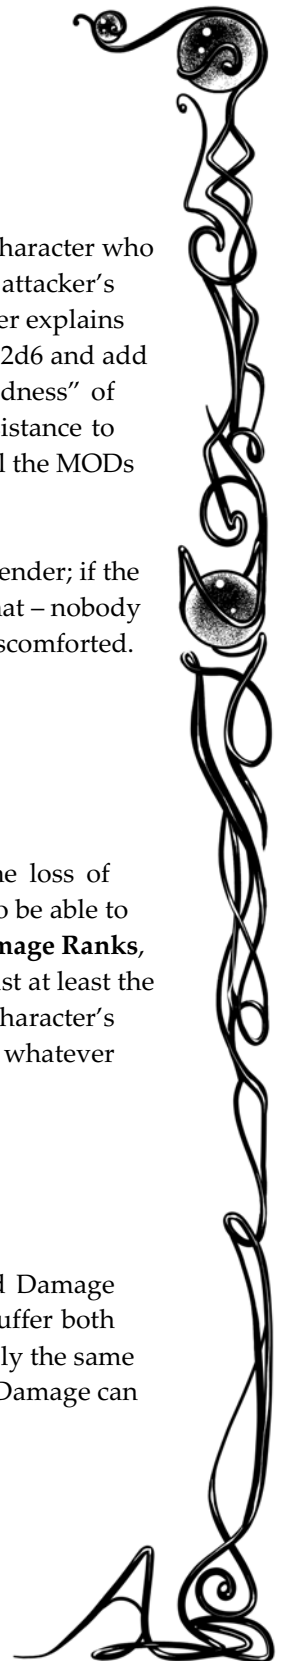 haracter who
attacker's
er explains
2d6 and add
dness" of
istance to
l the MODs
ender; if the
nat – nobody
scomforted.
ne loss of
o be able to
mage Ranks,
st at least the
haracter's
whatever
d Damage
uffer both
ly the same
Damage can